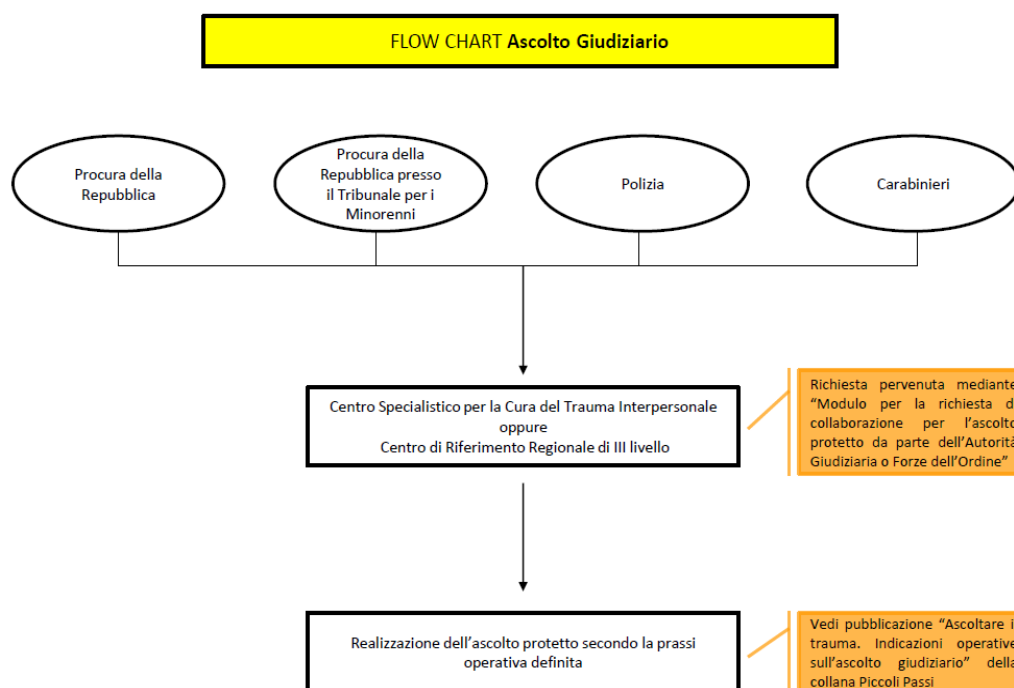 FLOW CHART Ascolto Giudiziario
Procura della
Repubblica
Procura della
Repubblica presso
il Tribunale per i
Minorenni
Polizia
Carabinieri
Centro Specialistico per la Cura del Trauma Interpersonale
oppure
Centro di Riferimento Regionale di III livello
Richiesta pervenuta mediante
“Modulo per la richiesta di
collaborazione per l’ascolto
protetto da parte dell’Autorità
Giudiziaria o Forze dell’Ordine”
Realizzazione dell’ascolto protetto secondo la prassi
operativa definita
Vedi pubblicazione “Ascoltare il
trauma. Indicazioni operative
sull’ascolto giudiziario” della
collana Piccoli Passi